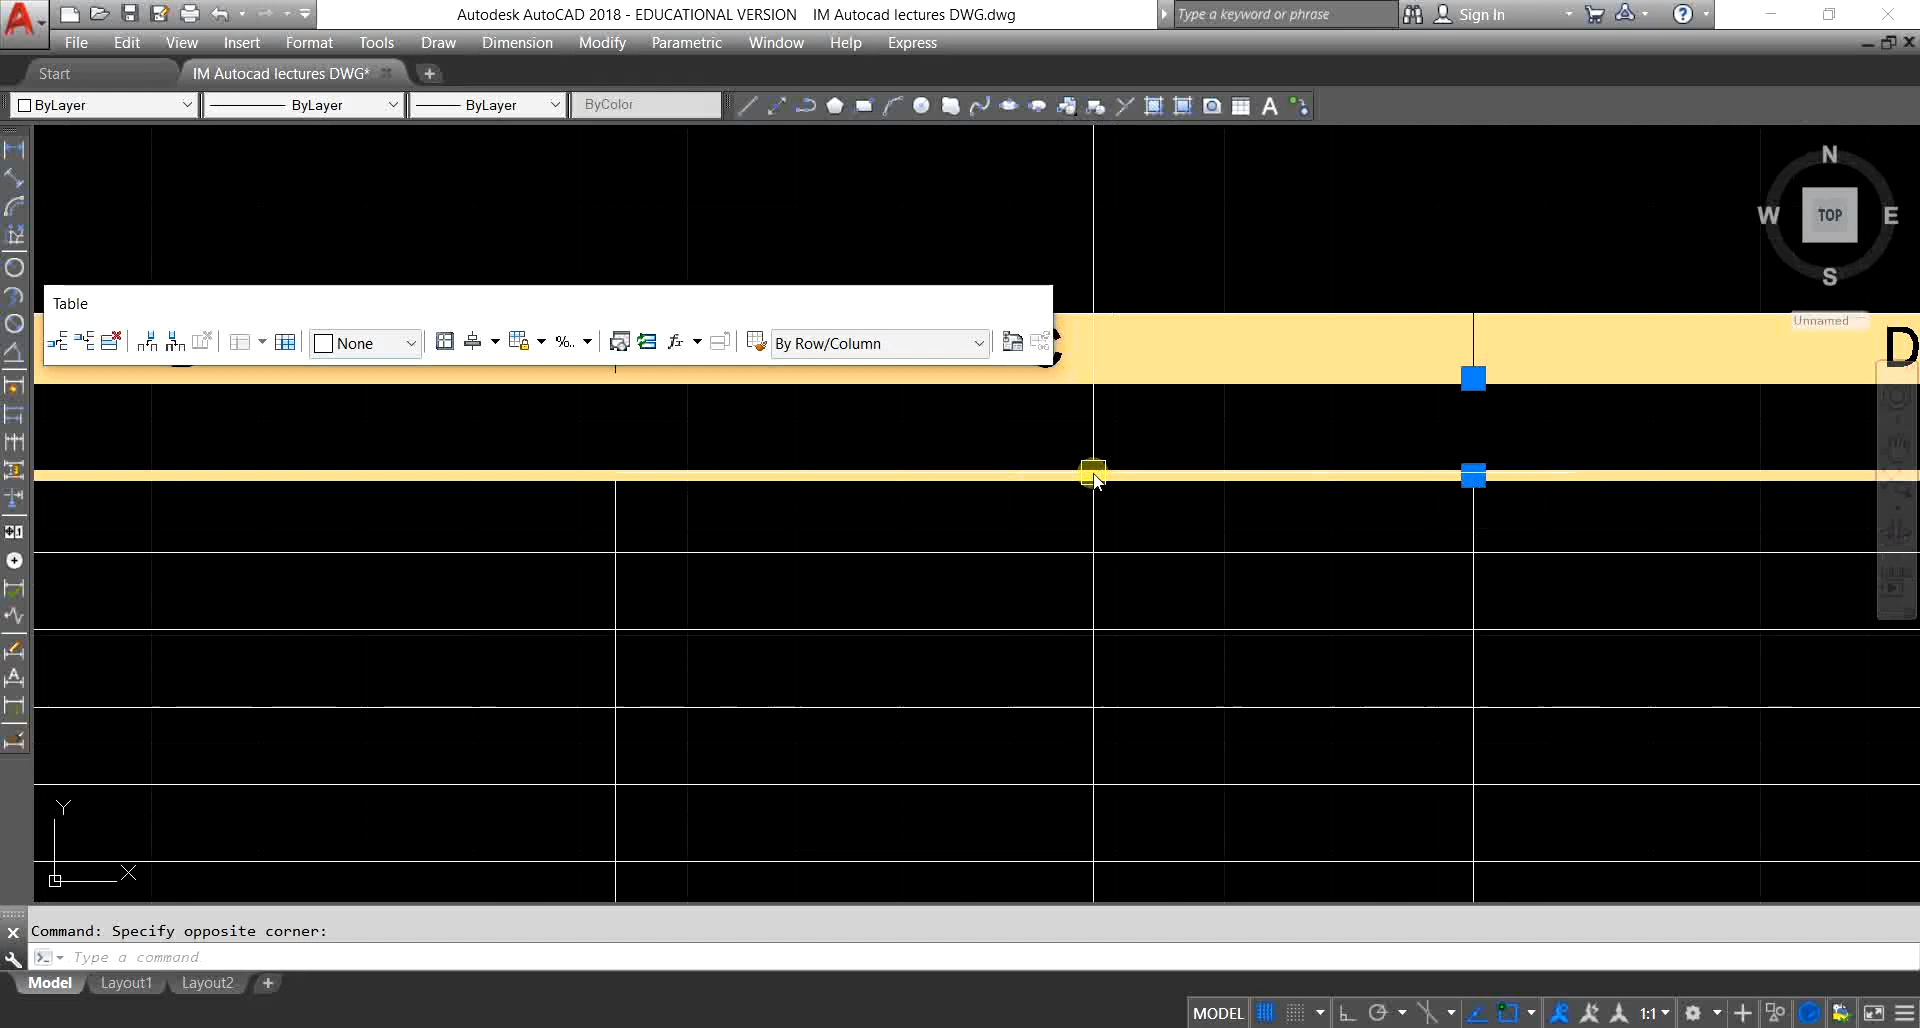 Autodesk AutoCAD 2018 - EDUCATIONAL VERSION IM Autocad lectures DWG.dwg
Type a keyword or phrase
Sign In
File Edit View Insert Format Tools Draw Dimension Modify Parametric Window Help Express
Start
IM Autocad lectures DWG*
ByLayer
ByLayer
ByLayer
ByColor
N
W
TOP
E
S
Unnamed
Table
None
By Row/Column
C
D
Y
X
Command: Specify opposite corner:
Type a command
Model Layout1 Layout2 +
MODEL
1:1